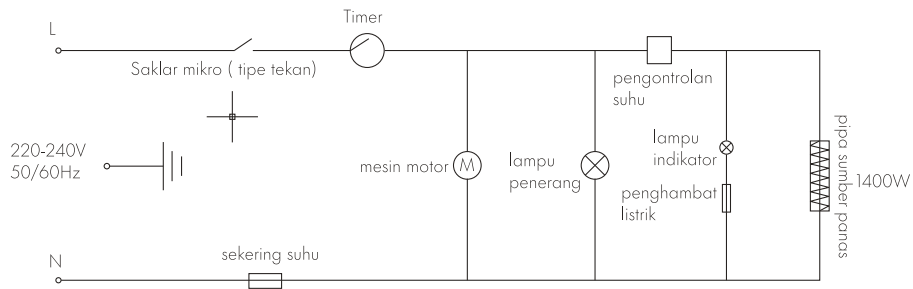 Timer
L
Saklar mikro ( tipe tekan)
pengontrolan
suhu
220-240V
50/60Hz
mesin motor
M
lampu
penerang
lampu
indikator
penghambat
listrik
pipa sumber panas
1400W
N
sekering suhu